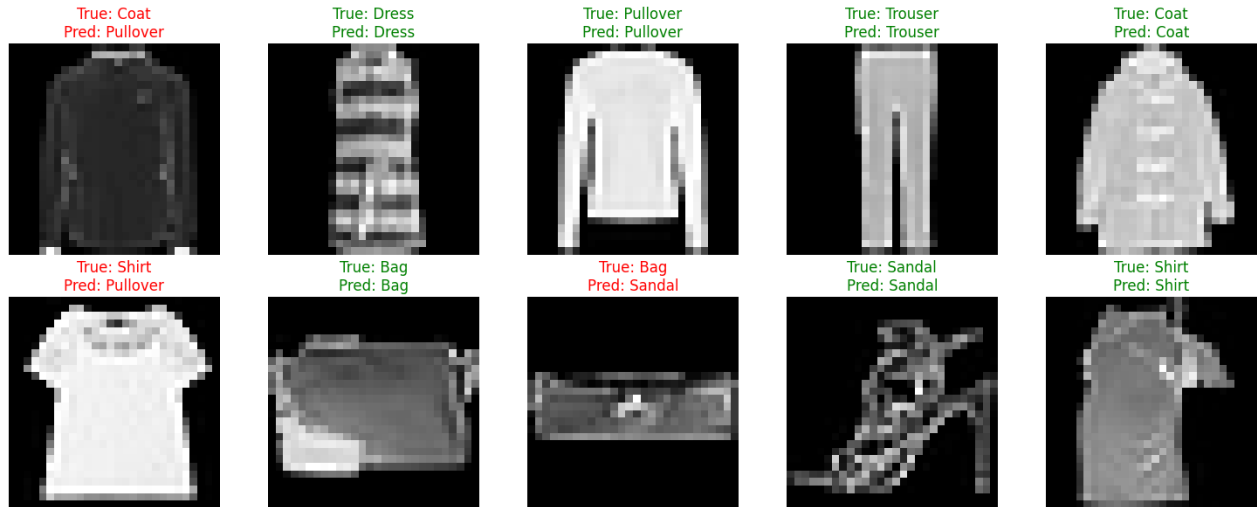 True: Coat
Pred: Pullover
True: Dress
Pred: Dress
True: Pullover
Pred: Pullover
True: Trouser
Pred: Trouser
True: Coat
Pred: Coat
True: Shirt
Pred: Pullover
True: Bag
Pred: Bag
True: Bag
Pred: Sandal
True: Sandal
Pred: Sandal
True: Shirt
Pred: Shirt